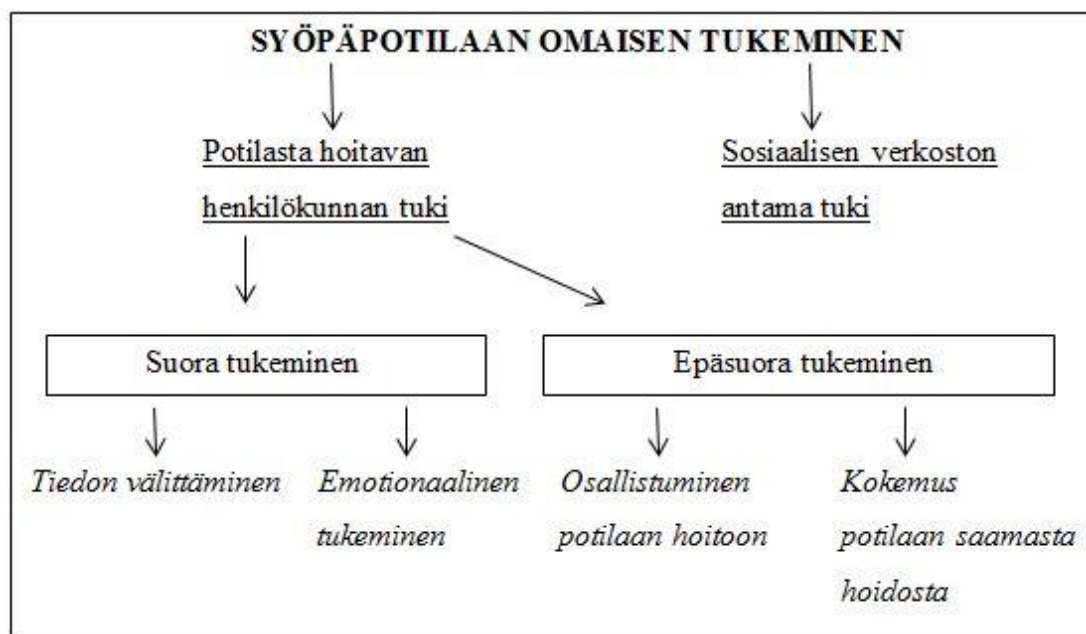 SYÖPÄPOTILAAN OMAISEN TUKEMINEN
Potilasta hoitavan
henkilökunnan tuki
Sosiaalisen verkoston
antama tuki
Suora tukeminen
Epäsuora tukeminen
Tiedon välittäminen
Emotionaalinen
tukeminen
Osallistuminen
potilaan hoitoon
Kokemus
potilaan saamasta
hoidosta